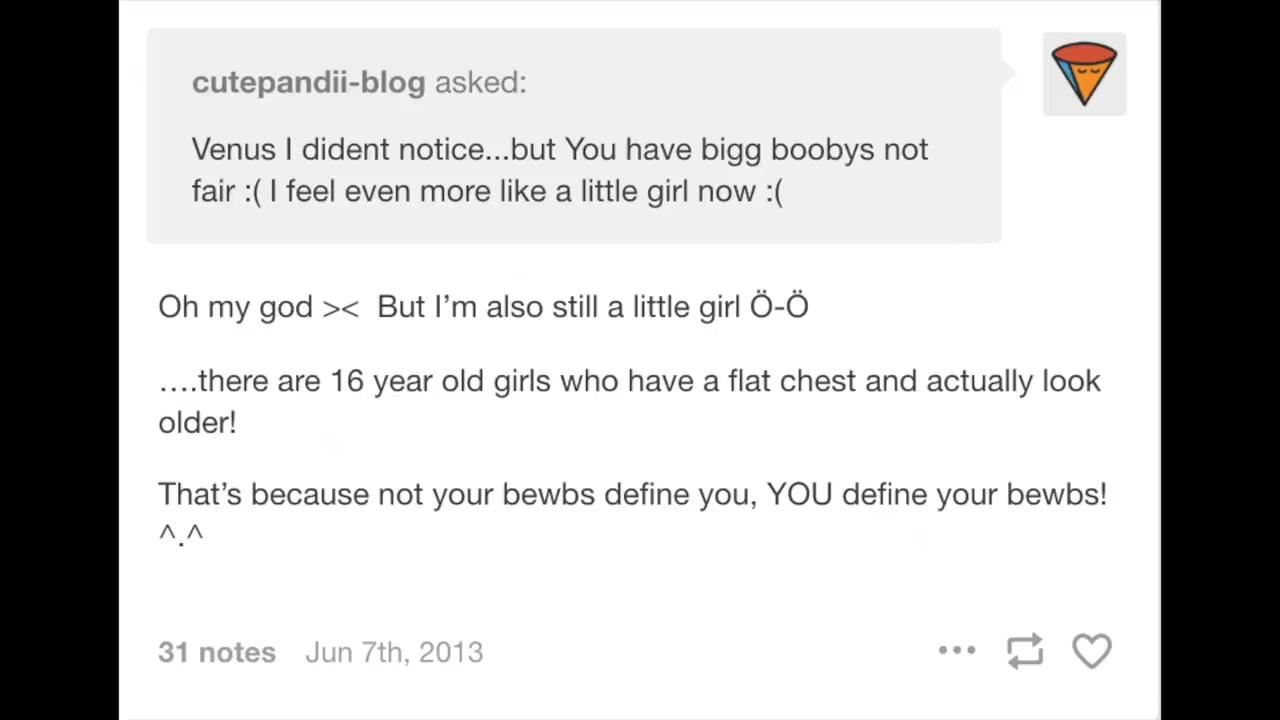 cutepandii-blog asked:
Venus I dident notice...but You have bigg boobys not
fair :( I feel even more like a little girl now :(
Oh my god ><  But I’m also still a little girl Ö-Ö
….there are 16 year old girls who have a flat chest and actually look
older!
That’s because not your bewbs define you, YOU define your bewbs!
^.^
31 notes Jun 7th, 2013